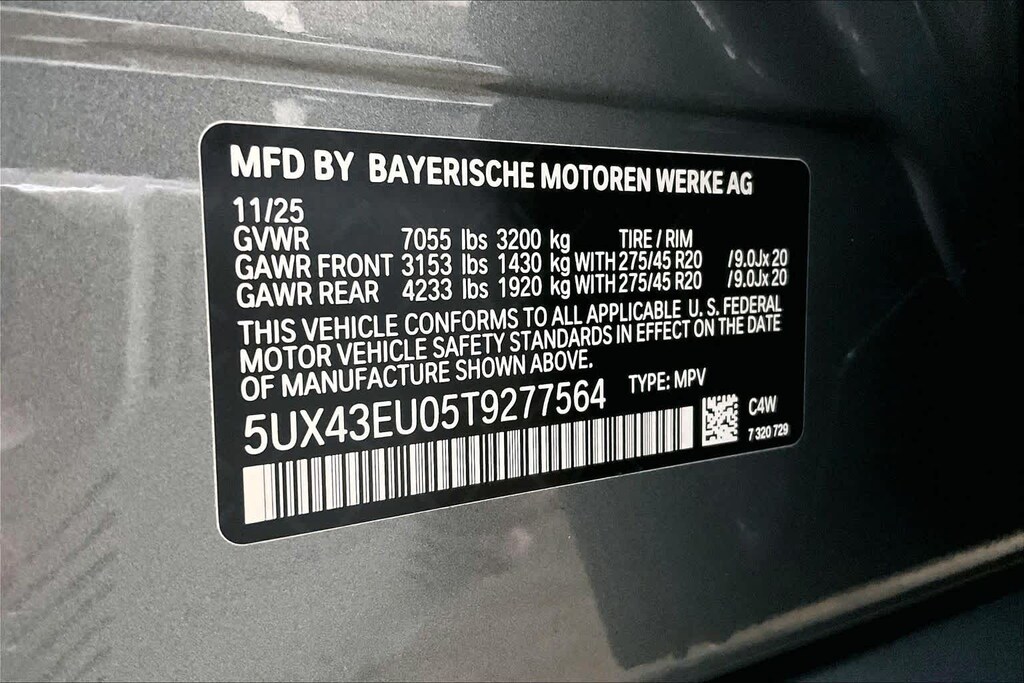 MFD BY BAYERISCHE MOTOREN WERKE AG
11/25
GVWR 7055 lbs 3200 kg TIRE / RIM
GAWR FRONT 3153 lbs 1430 kg WITH 275/45 R20 /9.0Jx 20
GAWR REAR 4233 lbs 1920 kg WITH 275/45 R20 /9.0Jx 20
THIS VEHICLE CONFORMS TO ALL APPLICABLE U. S. FEDERAL
MOTOR VEHICLE SAFETY STANDARDS IN EFFECT ON THE DATE
OF MANUFACTURE SHOWN ABOVE.
5UX43EU05T9277564 TYPE: MPV
C4W
7 320 729